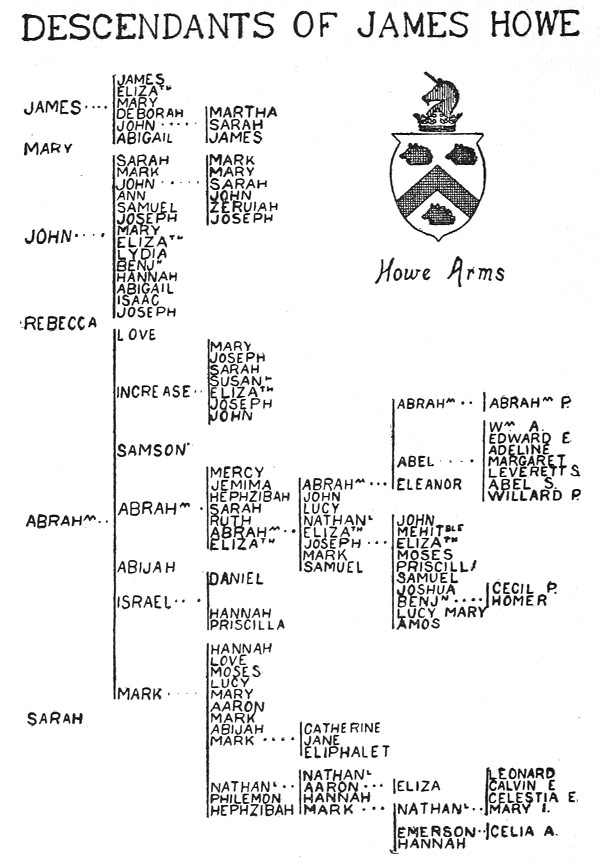 DESCENDANTS OF JAMES HOWE
JAMES
MARY
JOHN
REBECCA
ABRAHM
SARAH
JAMES
ELIZATH
MARY
DEBORAH
JOHN
ABIGAIL
SARAH
MARK
JOHN
ANN
SAMUEL
JOSEPH
MARY
ELIZATH
LYDIA
BENJN
HANNAH
ABIGAIL
ISAAC
JOSEPH
LOVE
INCREASE
SAMSON
ABRAHM
ABIJAH
ISRAEL
MARK
MARTHA
SARAH
JAMES
MARK
MARY
SARAH
JOHN
ZERUIAH
JOSEPH
MARY
JOSEPH
SARAH
SUSANH
ELIZATH
JOSEPH
JOHN
MERCY
JEMIMA
HEPHZIBAH
SARAH
RUTH
ABRAHM
ELIZATH
DANIEL
HANNAH
PRISCILLA
HANNAH
LOVE
MOSES
LUCY
MARY
AARON
MARK
ABIJAH
MARK
NATHANL
PHILEMON
HEPHZIBAH
ABRAHM
JOHN
LUCY
NATHANL
ELIZATH
JOSEPH
MARK
SAMUEL
CATHERINE
JANE
ELIPHALET
NATHANL
AARON
HANNAH
MARK
Howe Arms
ABRAHM
ABEL
ELEANOR
JOHN
MEHITBLE
ELIZATH
MOSES
PRISCILLA
SAMUEL
JOSHUA
BENJN
LUCY MARY
AMOS
ELIZA
NATHANL
EMERSON
HANNAH
ABRAHM P.
WM A.
EDWARD E
ADELINE
MARGARET
LEVERETT S.
ABEL S.
WILLARD P.
CECIL P.
HOMER
LEONARD
CALVIN E
CELESTIA E.
MARY I.
CELIA A.